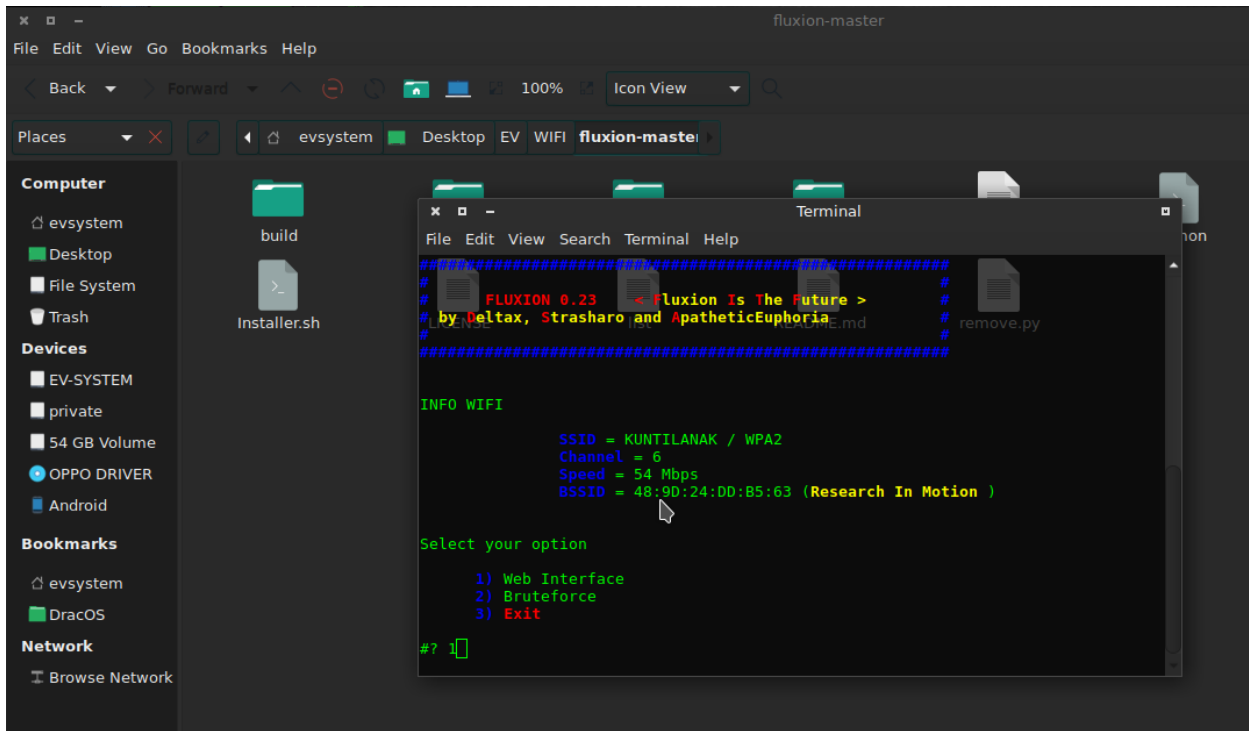 fluxion-master
File Edit View Go Bookmarks Help
Back Forward 100% Icon View
Places evsystem Desktop EV WIFI fluxion-master
Computer
evsystem
Desktop
File System
Trash
Devices
EV-SYSTEM
private
54 GB Volume
OPPO DRIVER
Android
Bookmarks
evsystem
DracOS
Network
Browse Network
build
Installer.sh
LICENSE
README.md
remove.py
Terminal
File Edit View Search Terminal Help
#########################################################
# #
# FLUXION 0.23 < Fluxion Is The Future > #
# by Deltax, Strasharo and ApatheticEuphoria #
# #
#########################################################
INFO WIFI
SSID = KUNTILANAK / WPA2
Channel = 6
Speed = 54 Mbps
BSSID = 48:9D:24:DD:B5:63 (Research In Motion )
Select your option
1) Web Interface
2) Bruteforce
3) Exit
#? 1